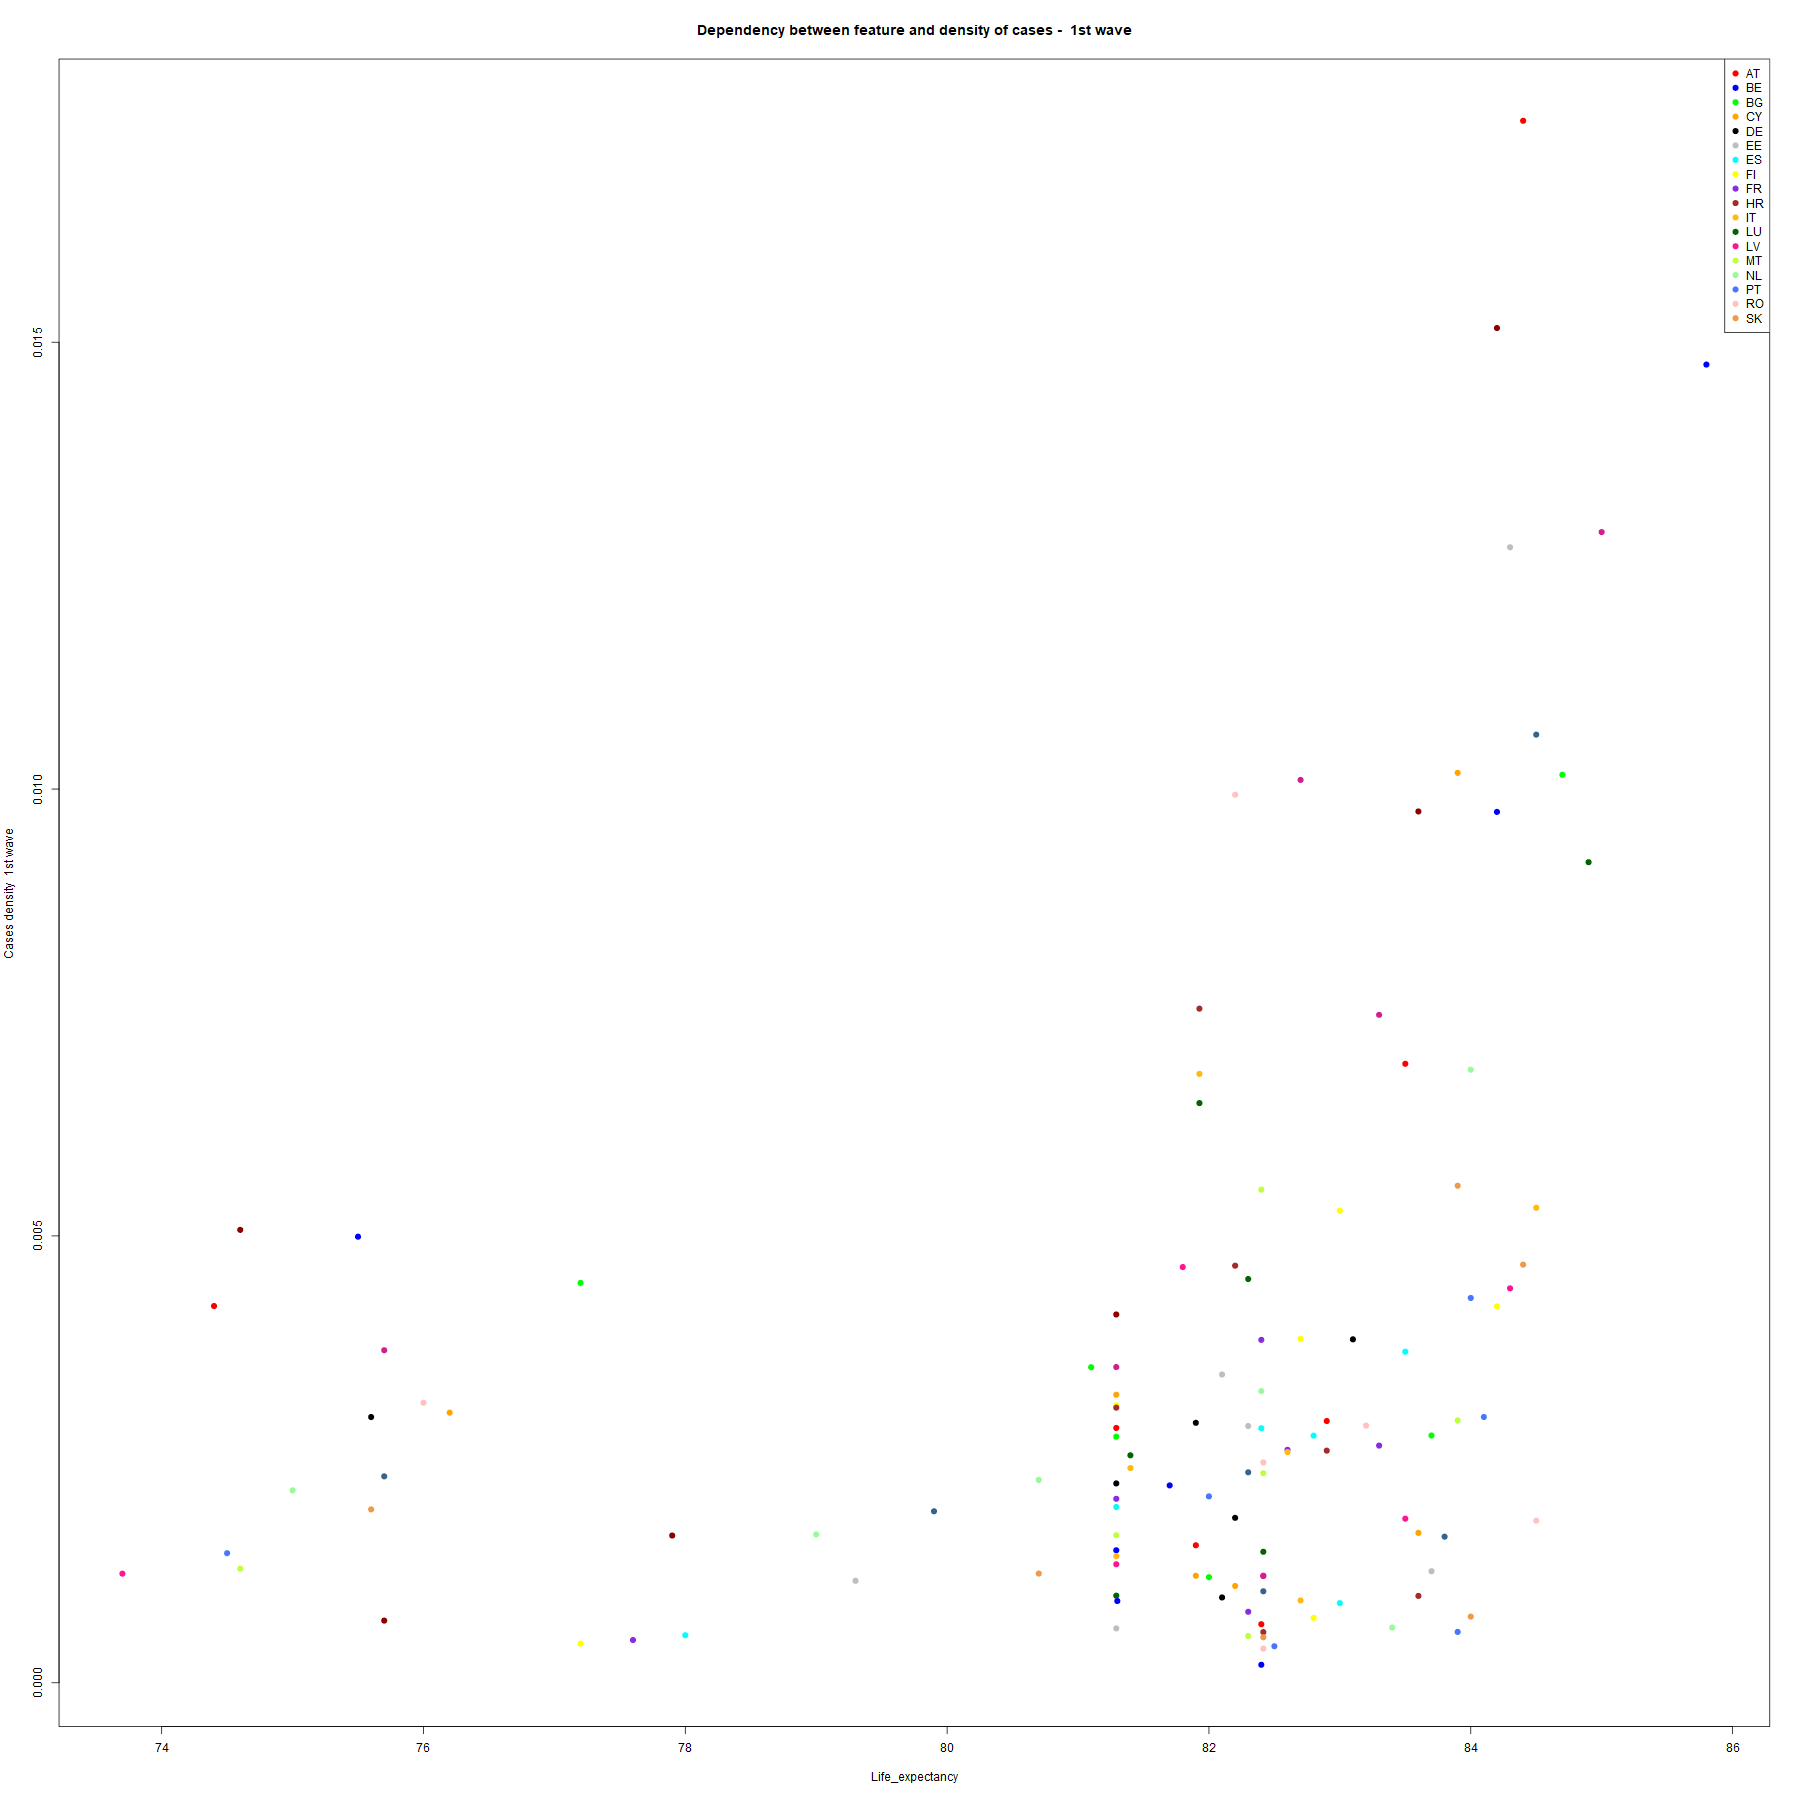 Dependency between feature and density of cases -  1st wave
AT
BE
BG
CY
DE
EE
ES
FI
FR
HR
IT
LU
LV
MT
NL
PT
RO
SK
0.015
0.010
0.005
0.000
Cases density  1st wave
74 76 78 80 82 84 86
Life_expectancy